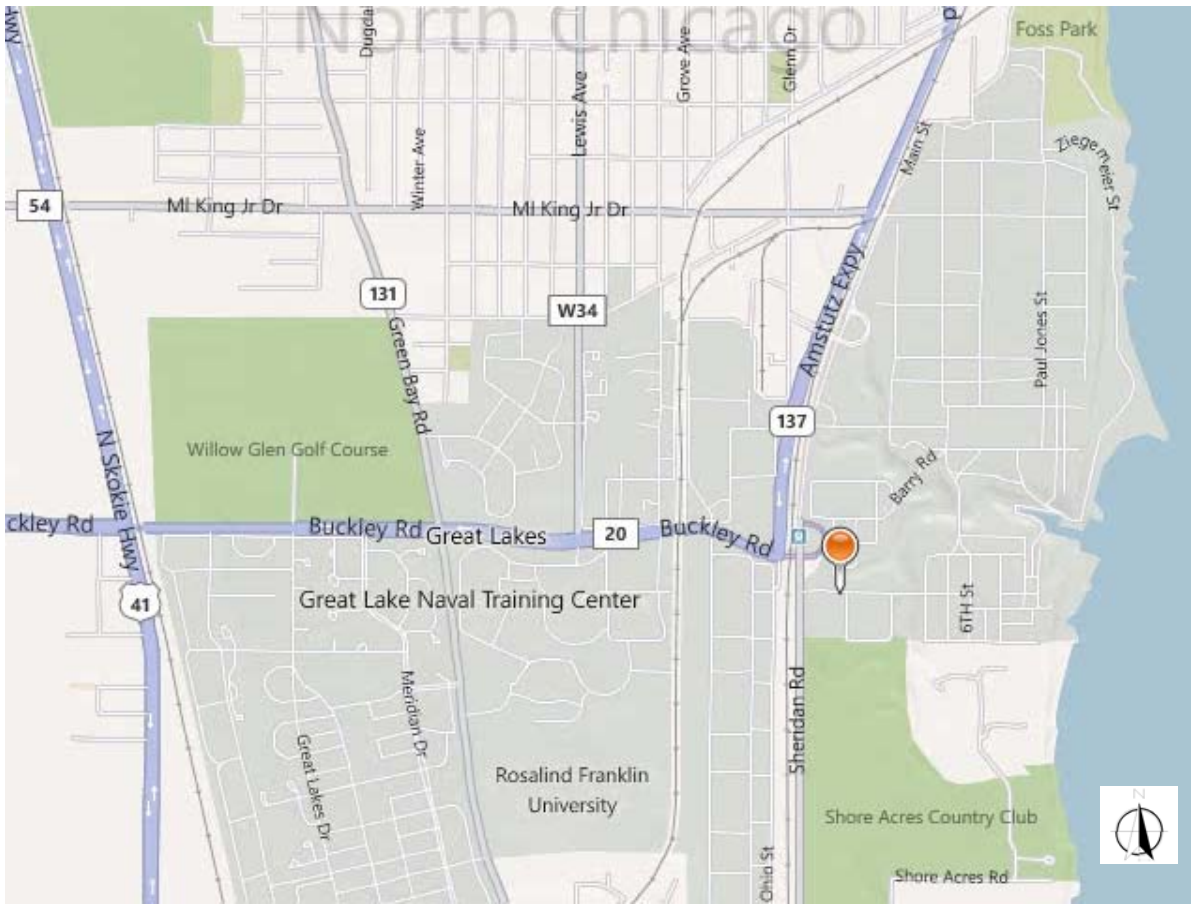 North Chicago
Hwy
Dugdal
Lewis Ave
Grove Ave
Glenn Dr
Foss Park
Winter Ave
Main St
Ziegemeier St
54
Ml King Jr Dr
Ml King Jr Dr
131
W34
Green Bay Rd
Amstutz Expy
Paul Jones St
137
N Skokie Hwy
Willow Glen Golf Course
Barry Rd
ckley Rd
Buckley Rd
Great Lakes
20
Buckley Rd
41
Great Lake Naval Training Center
6TH St
Meridian Dr
Sheridan Rd
Great Lakes Dr
Rosalind Franklin
University
Shore Acres Country Club
N
Ohio St
Shore Acres Rd